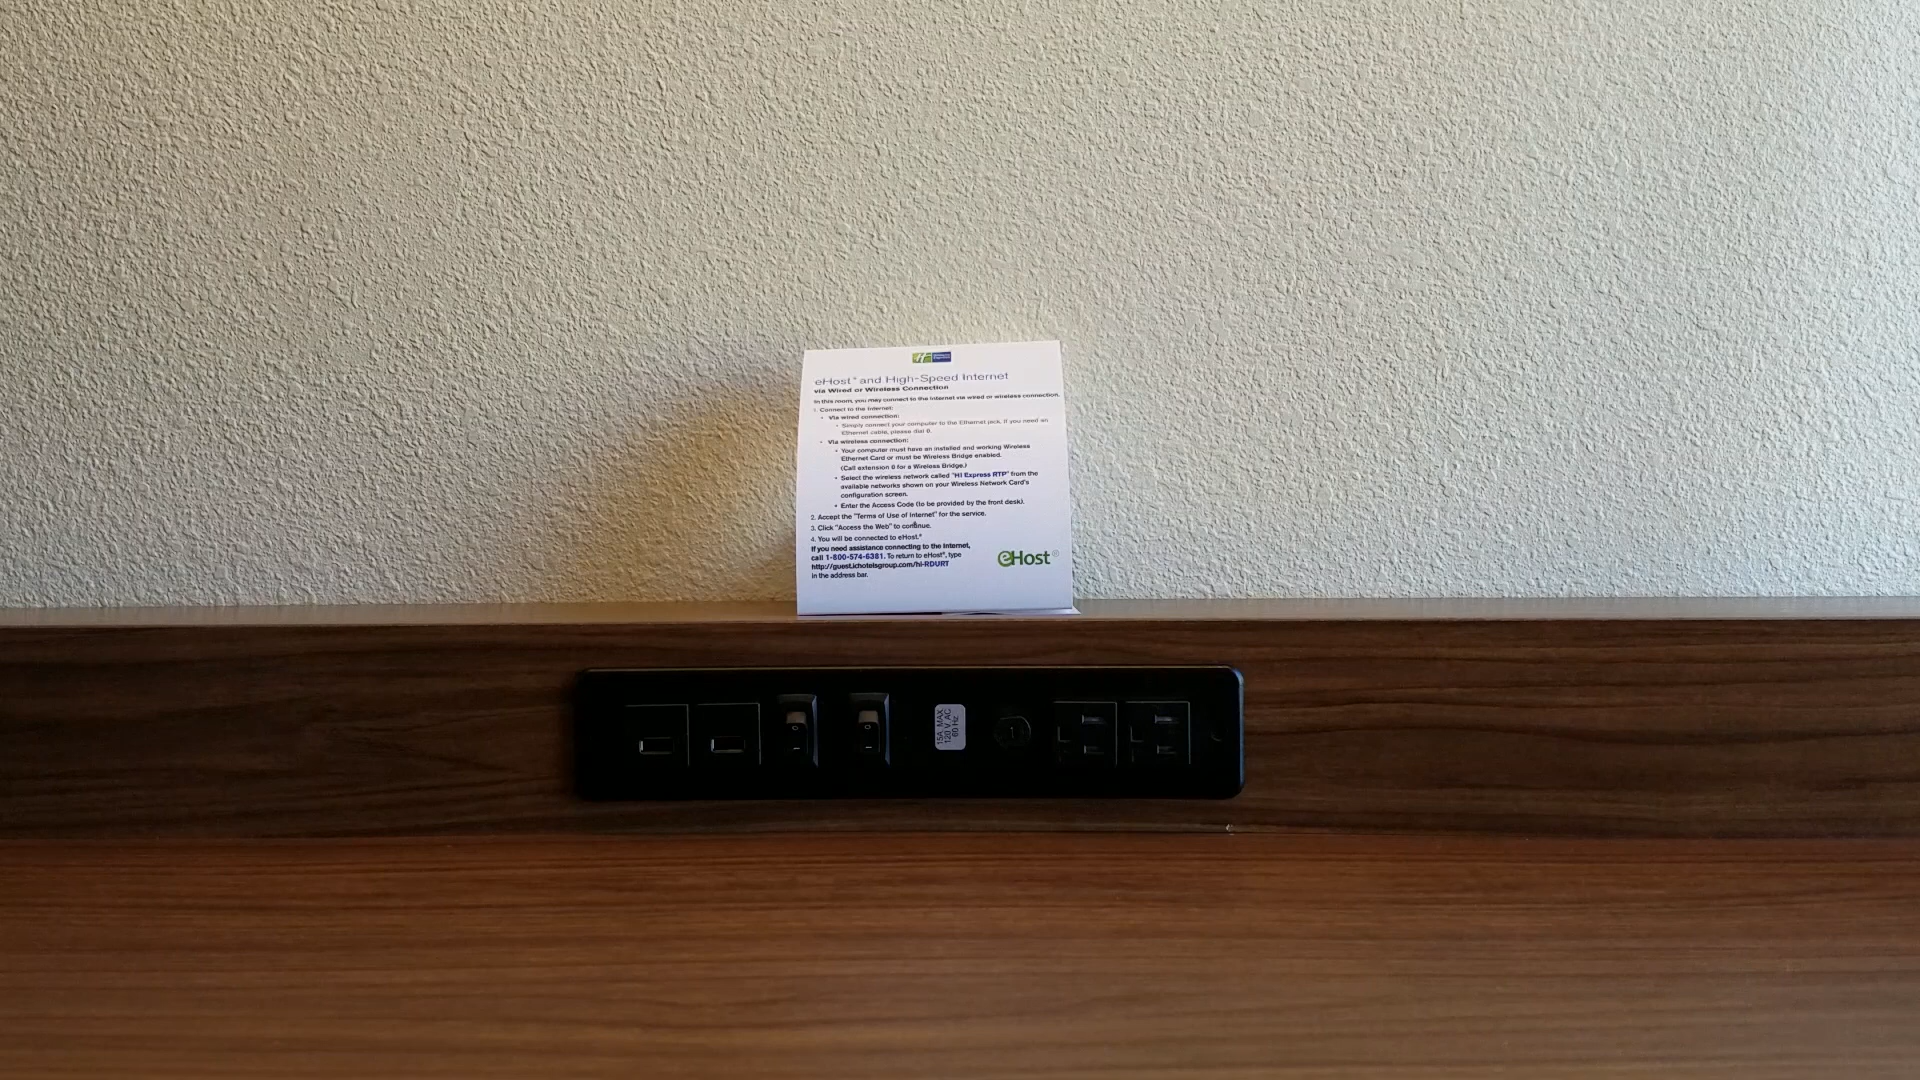 eHost® and High-Speed Internet
via Wired or Wireless Connection
In this room, you may connect to the Internet via wired or wireless connection.
1. Connect to the Internet:
• Via wired connection:
• Simply connect your computer to the Ethernet jack. If you need an
Ethernet cable, please dial 0.
• Via wireless connection:
• Your computer must have an installed and working Wireless
Ethernet Card or must be Wireless Bridge enabled.
(Call extension 0 for a Wireless Bridge.)
• Select the wireless network called "HI Express RTP" from the
available networks shown on your Wireless Network Card's
configuration screen.
• Enter the Access Code (to be provided by the front desk).
2. Accept the "Terms of Use of Internet" for the service.
3. Click "Access the Web" to continue.
4. You will be connected to eHost.®
If you need assistance connecting to the Internet,
call 1-800-574-6381. To return to eHost®, type
http://guest.ichotelsgroup.com/hi-RDURT
in the address bar.
eHost®
15A MAX
120 V AC
60 Hz